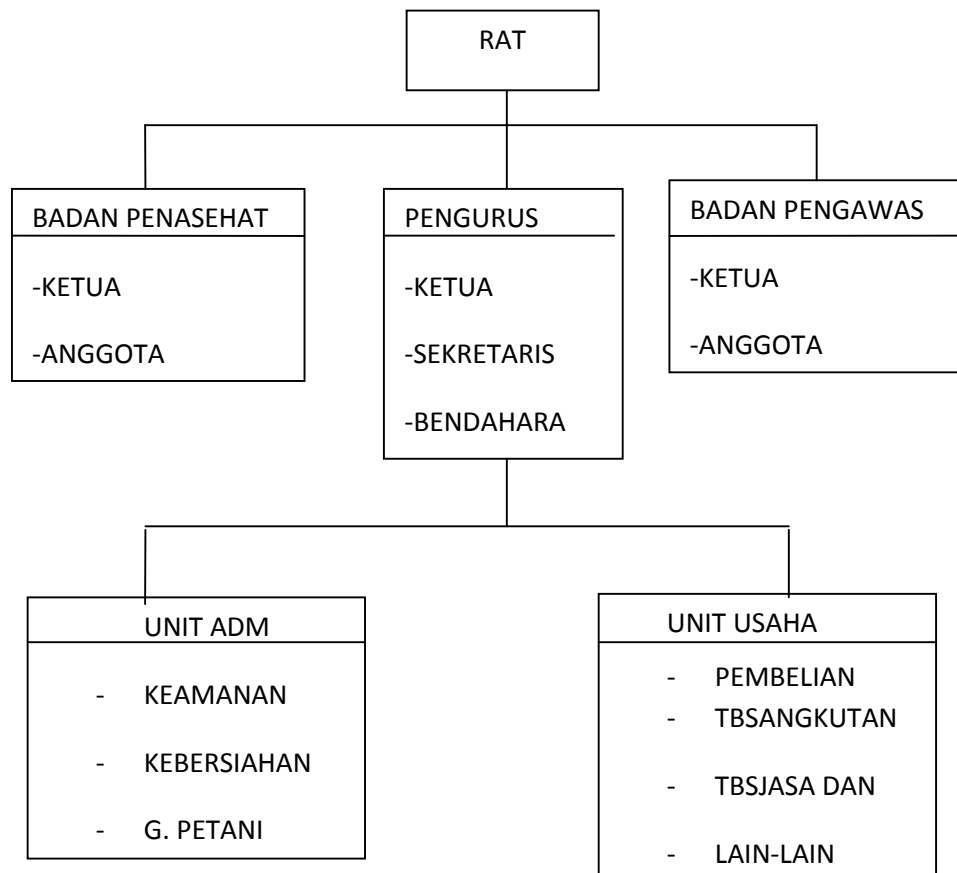 RAT
BADAN PENASEHAT
-KETUA
-ANGGOTA
PENGURUS
-KETUA
-SEKRETARIS
-BENDAHARA
BADAN PENGAWAS
-KETUA
-ANGGOTA
UNIT ADM
- KEAMANAN
- KEBERSIAHAN
- G. PETANI
UNIT USAHA
- PEMBELIAN
- TBSANGKUTAN
- TBSJASA DAN
- LAIN-LAIN